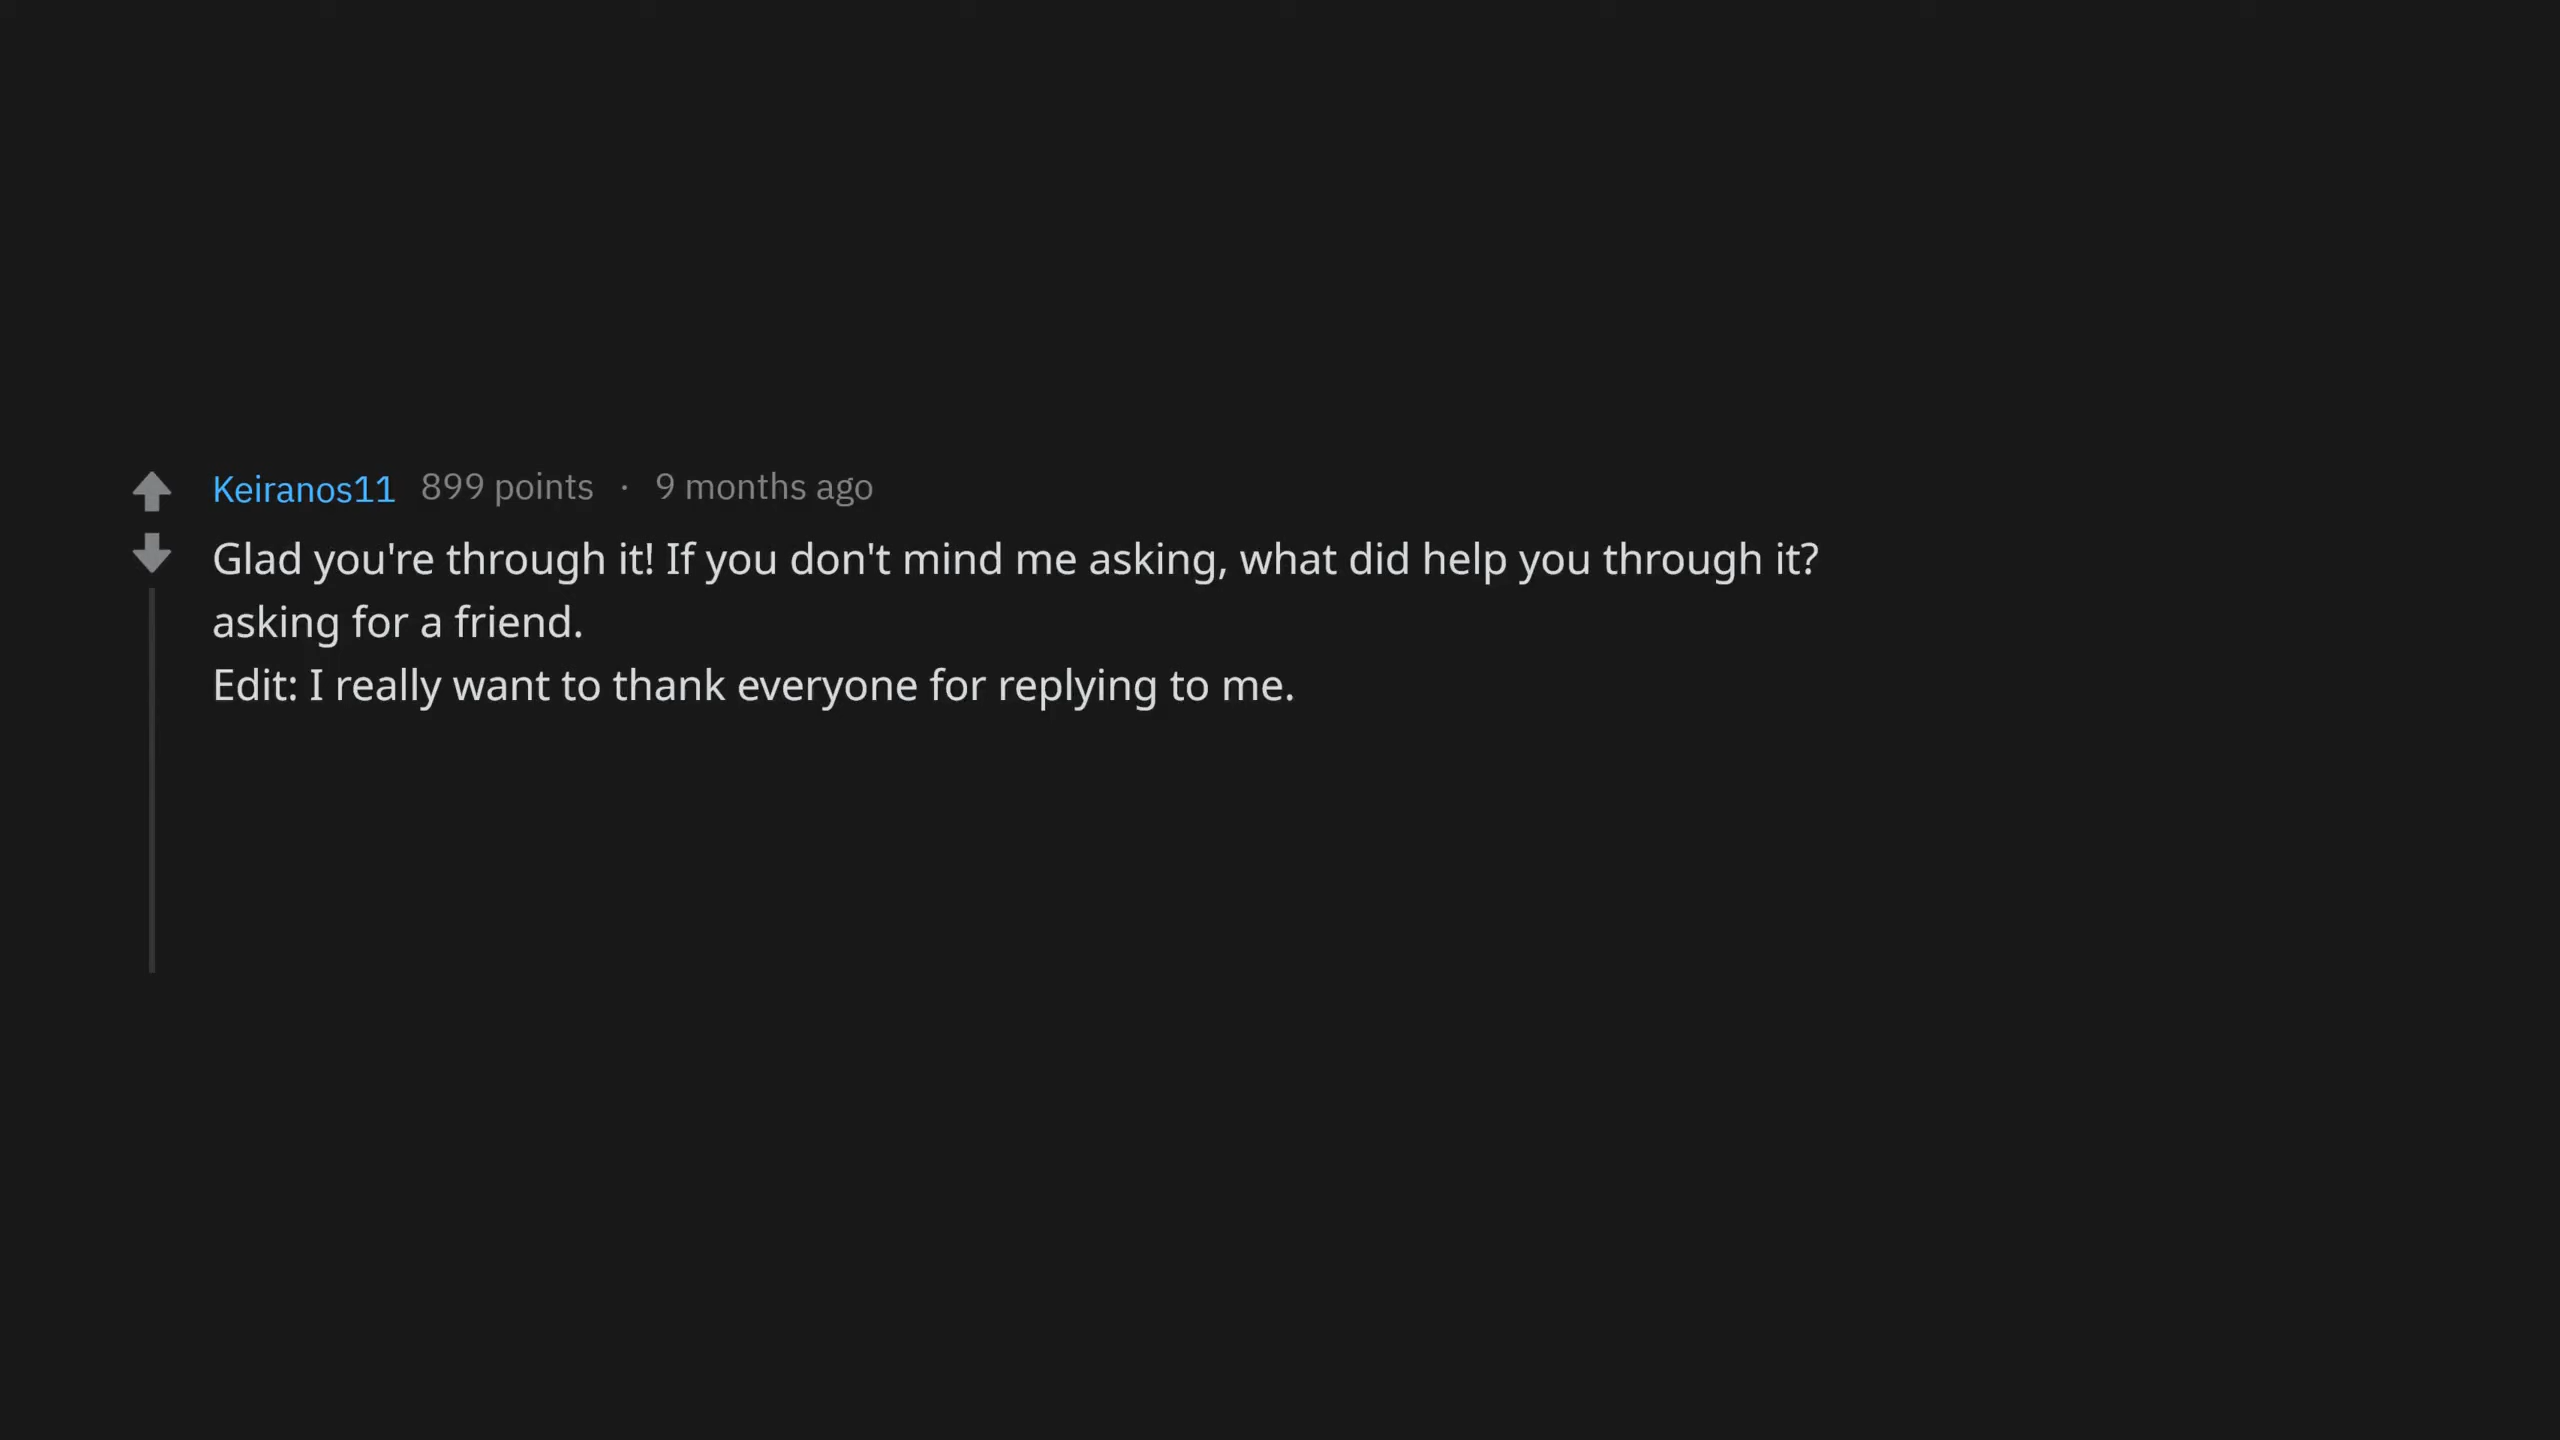 Keiranos11 899 points · 9 months ago
Glad you're through it! If you don't mind me asking, what did help you through it?
asking for a friend.
Edit: I really want to thank everyone for replying to me.